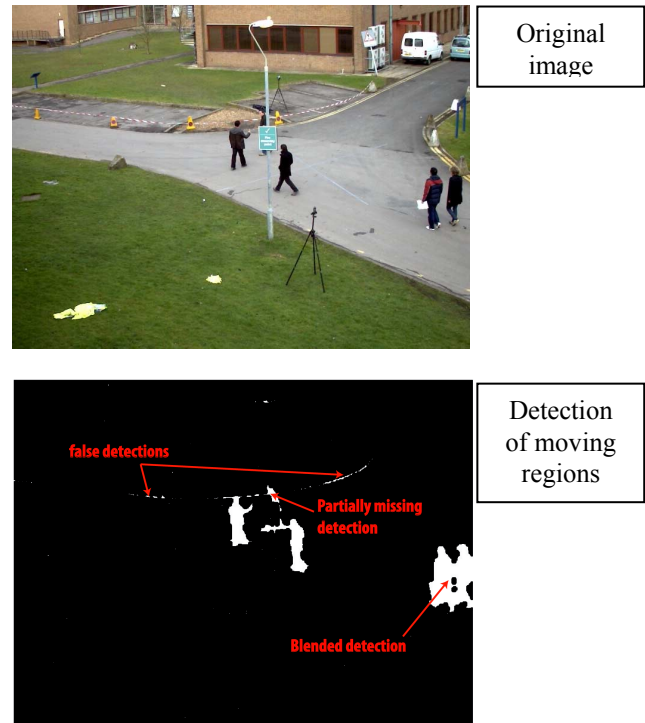 Original
image
Detection
of moving
regions
false detections
Partially missing
detection
Blended detection